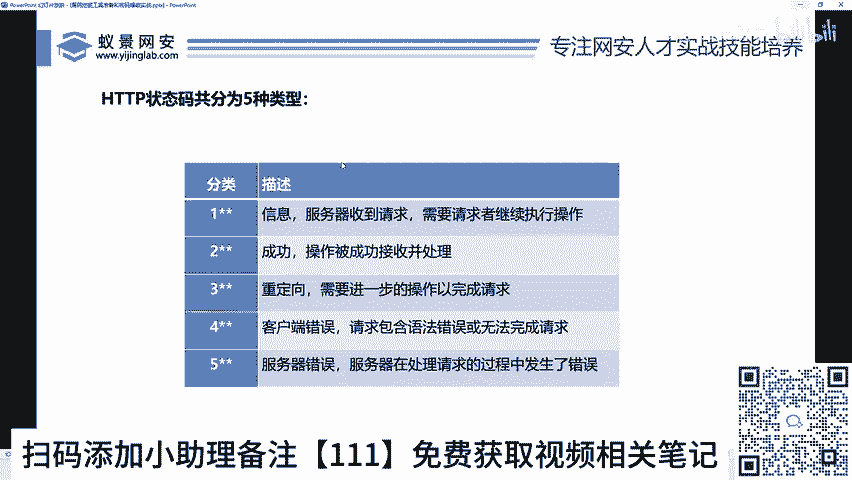 蚁景网安
www.yijinglab.com
专注网安人才实战技能培养
HTTP状态码共分为5种类型：
分类 描述
1** 信息，服务器收到请求，需要请求者继续执行操作
2** 成功，操作被成功接收并处理
3** 重定向，需要进一步的操作以完成请求
4** 客户端错误，请求包含语法错误或无法完成请求
5** 服务器错误，服务器在处理请求的过程中发生了错误
扫码添加小助理备注【111】免费获取视频相关笔记